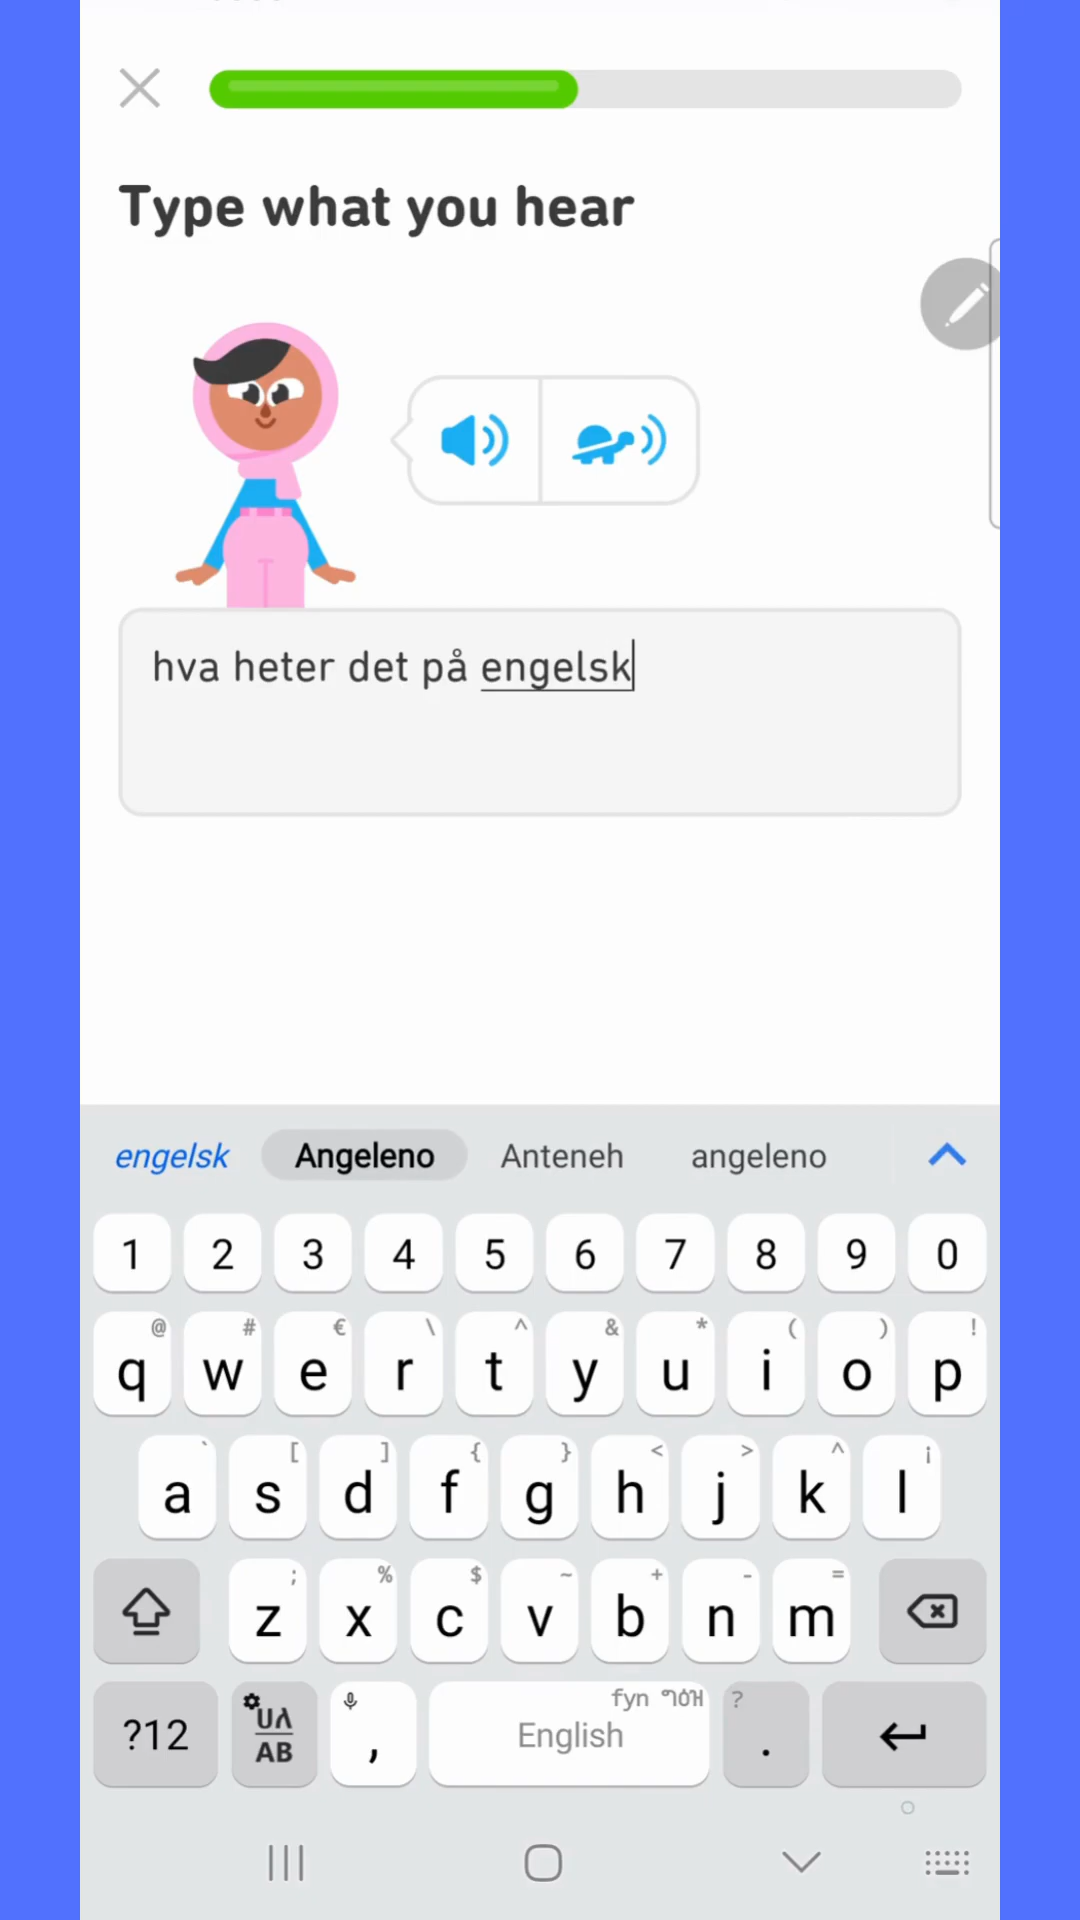 Type what you hear
hva heter det på engelsk
engelsk Angeleno Anteneh angeleno
1 2 3 4 5 6 7 8 9 0
@ # € \ ^ & * ( ) !
q w e r t y u i o p
` [ ] { } < > ^ ¡
a s d f g h j k l
; % $ ~ + - =
z x c v b n m
?12 , English .
fyn ?
AB